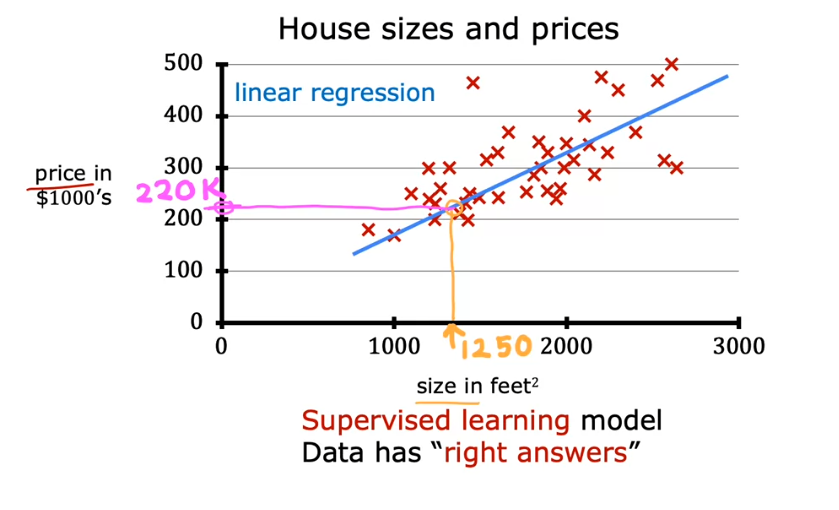 House sizes and prices
500
linear regression
400
300
price in
$1000's
220K
200
100
0
0 1000 2000 3000
1250
size in feet²
Supervised learning model
Data has “right answers”